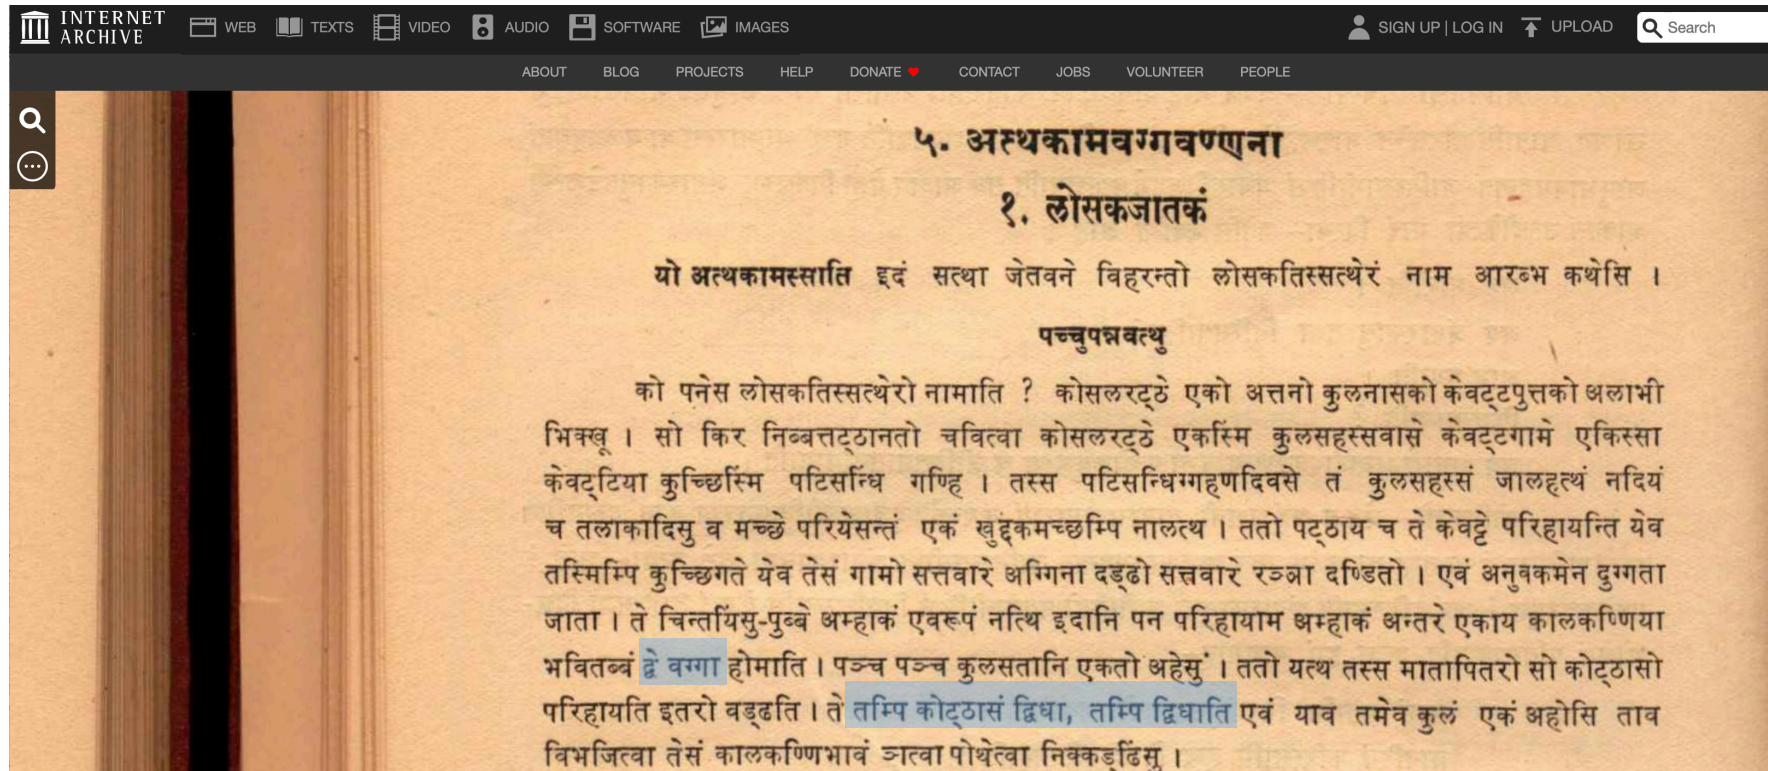 INTERNET ARCHIVE
WEB TEXTS VIDEO AUDIO SOFTWARE IMAGES
SIGN UP | LOG IN UPLOAD Search
ABOUT BLOG PROJECTS HELP DONATE CONTACT JOBS VOLUNTEER PEOPLE
५. अत्थकामवग्गवण्णना
१. लोसकजातकं
यो अत्थकामस्साति इदं सत्था जेतवने विहरन्तो लोसकतिस्सत्थेरं नाम आरब्भ कथेसि ।
पच्चुपन्नवत्थु
को पनेस लोसकतिस्सत्थेरो नामाति ? कोसलरट्ठे एको अत्तनो कुलनासको केवट्टपुत्तको अलाभी
भिक्खू । सो किर निब्बत्तट्ठानतो चवित्वा कोसलरट्ठे एकस्मिं कुलसहस्सवासे केवट्टगामे एकिस्सा
केवट्टिया कुच्छिस्मिं पटिसन्धिं गण्हि । तस्स पटिसन्धिग्गहणदिवसे तं कुलसहस्सं जालहत्थं नदियं
च तलाकादिसु व मच्छे परियेसन्तं एकं खुद्दकमच्छम्पि नालत्थ । ततो पट्ठाय च ते केवट्टे परिहायन्ति येव
तस्मिम्पि कुच्छिगते येव तेसं गामो सत्तवारे अग्गिना दड्ढो सत्तवारे रञ्ञा दण्डितो । एवं अनुक्कमेन दुग्गता
जाता । ते चिन्तयिंसु-पुब्बे अम्हाकं एवरूपं नत्थि इदानि पन परिहायाम अम्हाकं अन्तरे एकाय कालकण्णिया
भवितब्बं द्वे वग्गा होमाति । पञ्च पञ्च कुलसतानि एकतो अहेसुं । ततो यत्थ तस्स मातापितरो सो कोट्ठासो
परिहायति इतरो वड्ढति । ते तम्पि कोट्ठासं द्विधा, तम्पि द्विधाति एवं याव तमेव कुलं एकं अहोसि ताव
विभजित्वा तेसं कालकण्णिभावं ञत्वा पोथेत्वा निक्कड्ढिंसु ।